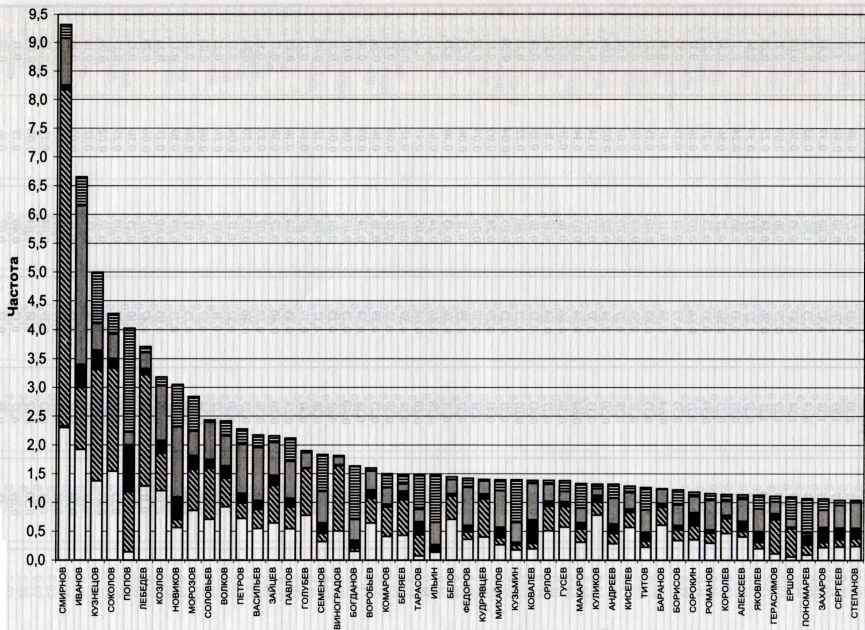 Частота
9,5
9,0
8,5
8,0
7,5
7,0
6,5
6,0
5,5
5,0
4,5
4,0
3,5
3,0
2,5
2,0
1,5
1,0
0,5
0,0
СМИРНОВ
ИВАНОВ
КУЗНЕЦОВ
СОКОЛОВ
ПОПОВ
ЛЕБЕДЕВ
КОЗЛОВ
НОВИКОВ
МОРОЗОВ
СОЛОВЬЕВ
ВОЛКОВ
ПЕТРОВ
ВАСИЛЬЕВ
ЗАЙЦЕВ
ПАВЛОВ
ГОЛУБЕВ
СЕМЕНОВ
ВИНОГРАДОВ
БОГДАНОВ
ВОРОБЬЕВ
КОМАРОВ
БЕЛЯЕВ
ТАРАСОВ
ИЛЬИН
БЕЛОВ
ФЕДОРОВ
КУДРЯВЦЕВ
МИХАЙЛОВ
КУЗЬМИН
КОВАЛЕВ
ОРЛОВ
ГУСЕВ
МАКАРОВ
КУЛИКОВ
АНДРЕЕВ
КИСЕЛЕВ
ТИТОВ
БАРАНОВ
БОРИСОВ
СОРОКИН
РОМАНОВ
КОРОЛЕВ
АЛЕКСЕЕВ
ЯКОВЛЕВ
ГЕРАСИМОВ
ЕРШОВ
ПОНОМАРЕВ
ЗАХАРОВ
СЕРГЕЕВ
СТЕПАНОВ